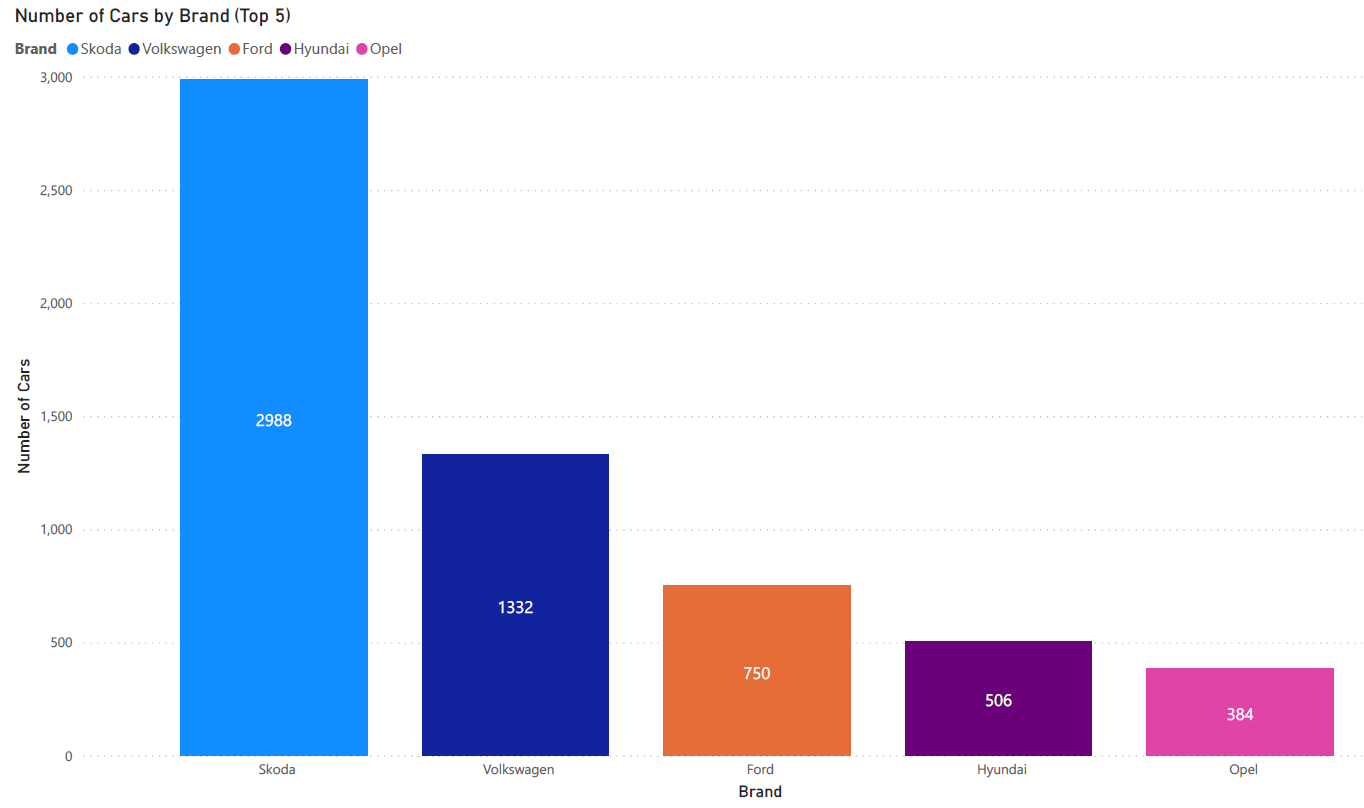 Number of Cars by Brand (Top 5)
Brand Skoda Volkswagen Ford Hyundai Opel
3,000
2,500
2,000
1,500
1,000
500
0
Number of Cars
2988
1332
750
506
384
Skoda Volkswagen Ford Hyundai Opel
Brand